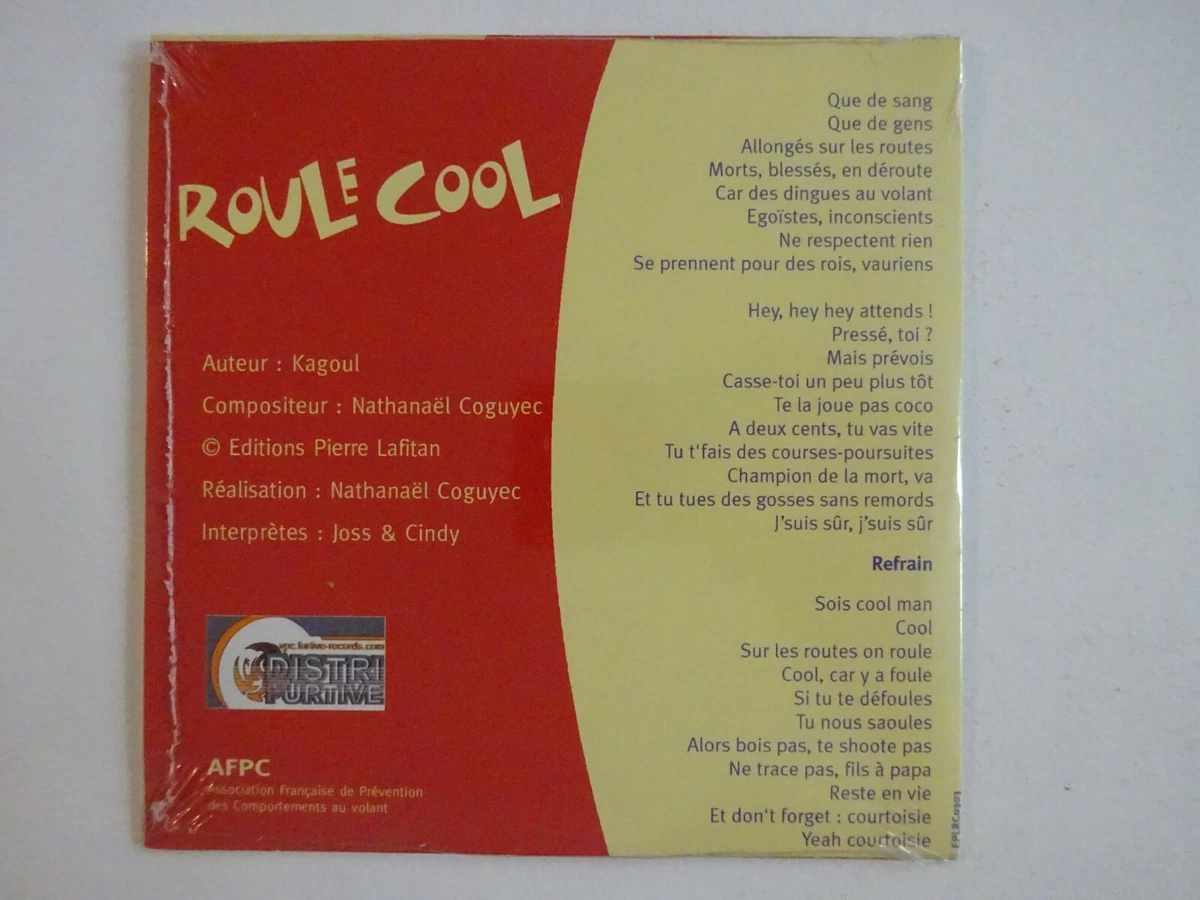 ROULE COOL
Auteur : Kagoul
Compositeur : Nathanaël Coguyec
© Editions Pierre Lafitan
Réalisation : Nathanaël Coguyec
Interprètes : Joss & Cindy
vpc.furtive-records.com
DISTRI
FURTIVE
AFPC
Association Française de Prévention
des Comportements au volant
Que de sang
Que de gens
Allongés sur les routes
Morts, blessés, en déroute
Car des dingues au volant
Egoïstes, inconscients
Ne respectent rien
Se prennent pour des rois, vauriens
Hey, hey hey attends !
Pressé, toi ?
Mais prévois
Casse-toi un peu plus tôt
Te la joue pas coco
A deux cents, tu vas vite
Tu t'fais des courses-poursuites
Champion de la mort, va
Et tu tues des gosses sans remords
J'suis sûr, j'suis sûr
Refrain
Sois cool man
Cool
Sur les routes on roule
Cool, car y a foule
Si tu te défoules
Tu nous saoules
Alors bois pas, te shoote pas
Ne trace pas, fils à papa
Reste en vie
Et don't forget : courtoisie
Yeah courtoisie